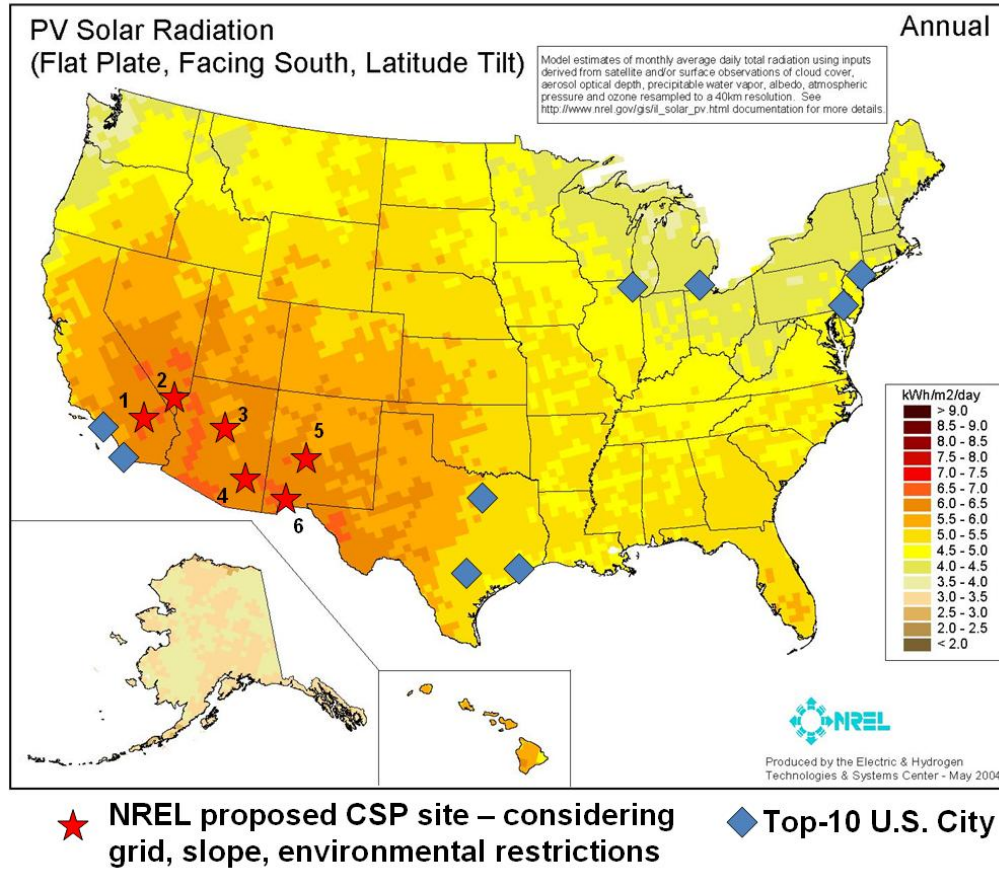 PV Solar Radiation
(Flat Plate, Facing South, Latitude Tilt)
Annual
Model estimates of monthly average daily total radiation using inputs
derived from satellite and/or surface observations of cloud cover,
aerosol optical depth, precipitable water vapor, albedo, atmospheric
pressure and ozone resampled to a 40km resolution. See
http://www.nrel.gov/gis/il_solar_pv.html documentation for more details.
1
2
3
4
5
6
kWh/m2/day
> 9.0
8.5 - 9.0
8.0 - 8.5
7.5 - 8.0
7.0 - 7.5
6.5 - 7.0
6.0 - 6.5
5.5 - 6.0
5.0 - 5.5
4.5 - 5.0
4.0 - 4.5
3.5 - 4.0
3.0 - 3.5
2.5 - 3.0
2.0 - 2.5
< 2.0
NREL
Produced by the Electric & Hydrogen
Technologies & Systems Center - May 2004
NREL proposed CSP site – considering
grid, slope, environmental restrictions
Top-10 U.S. City